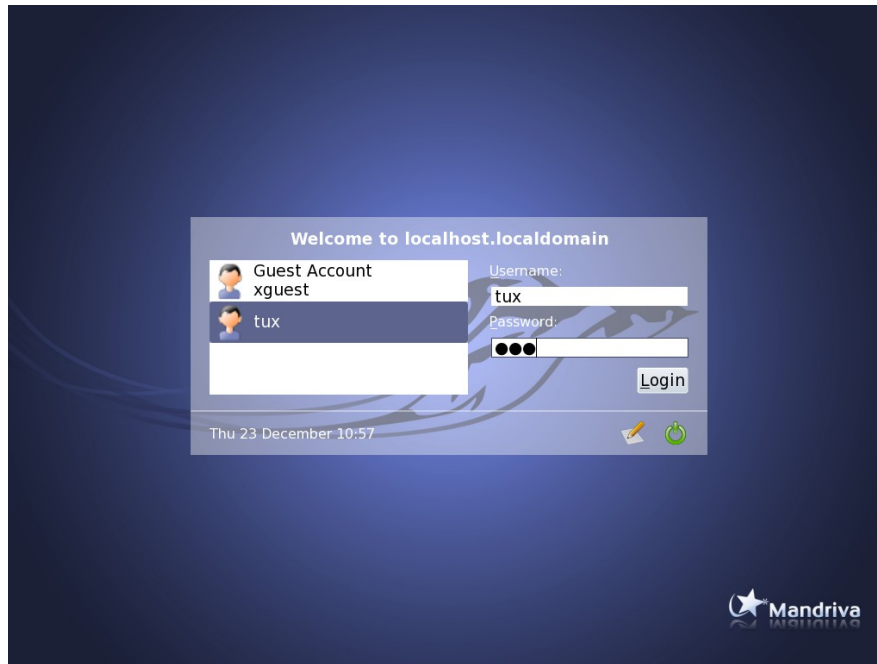 Welcome to localhost.localdomain
Guest Account
xguest
tux
Username:
tux
Password:
Login
Thu 23 December 10:57
Mandriva